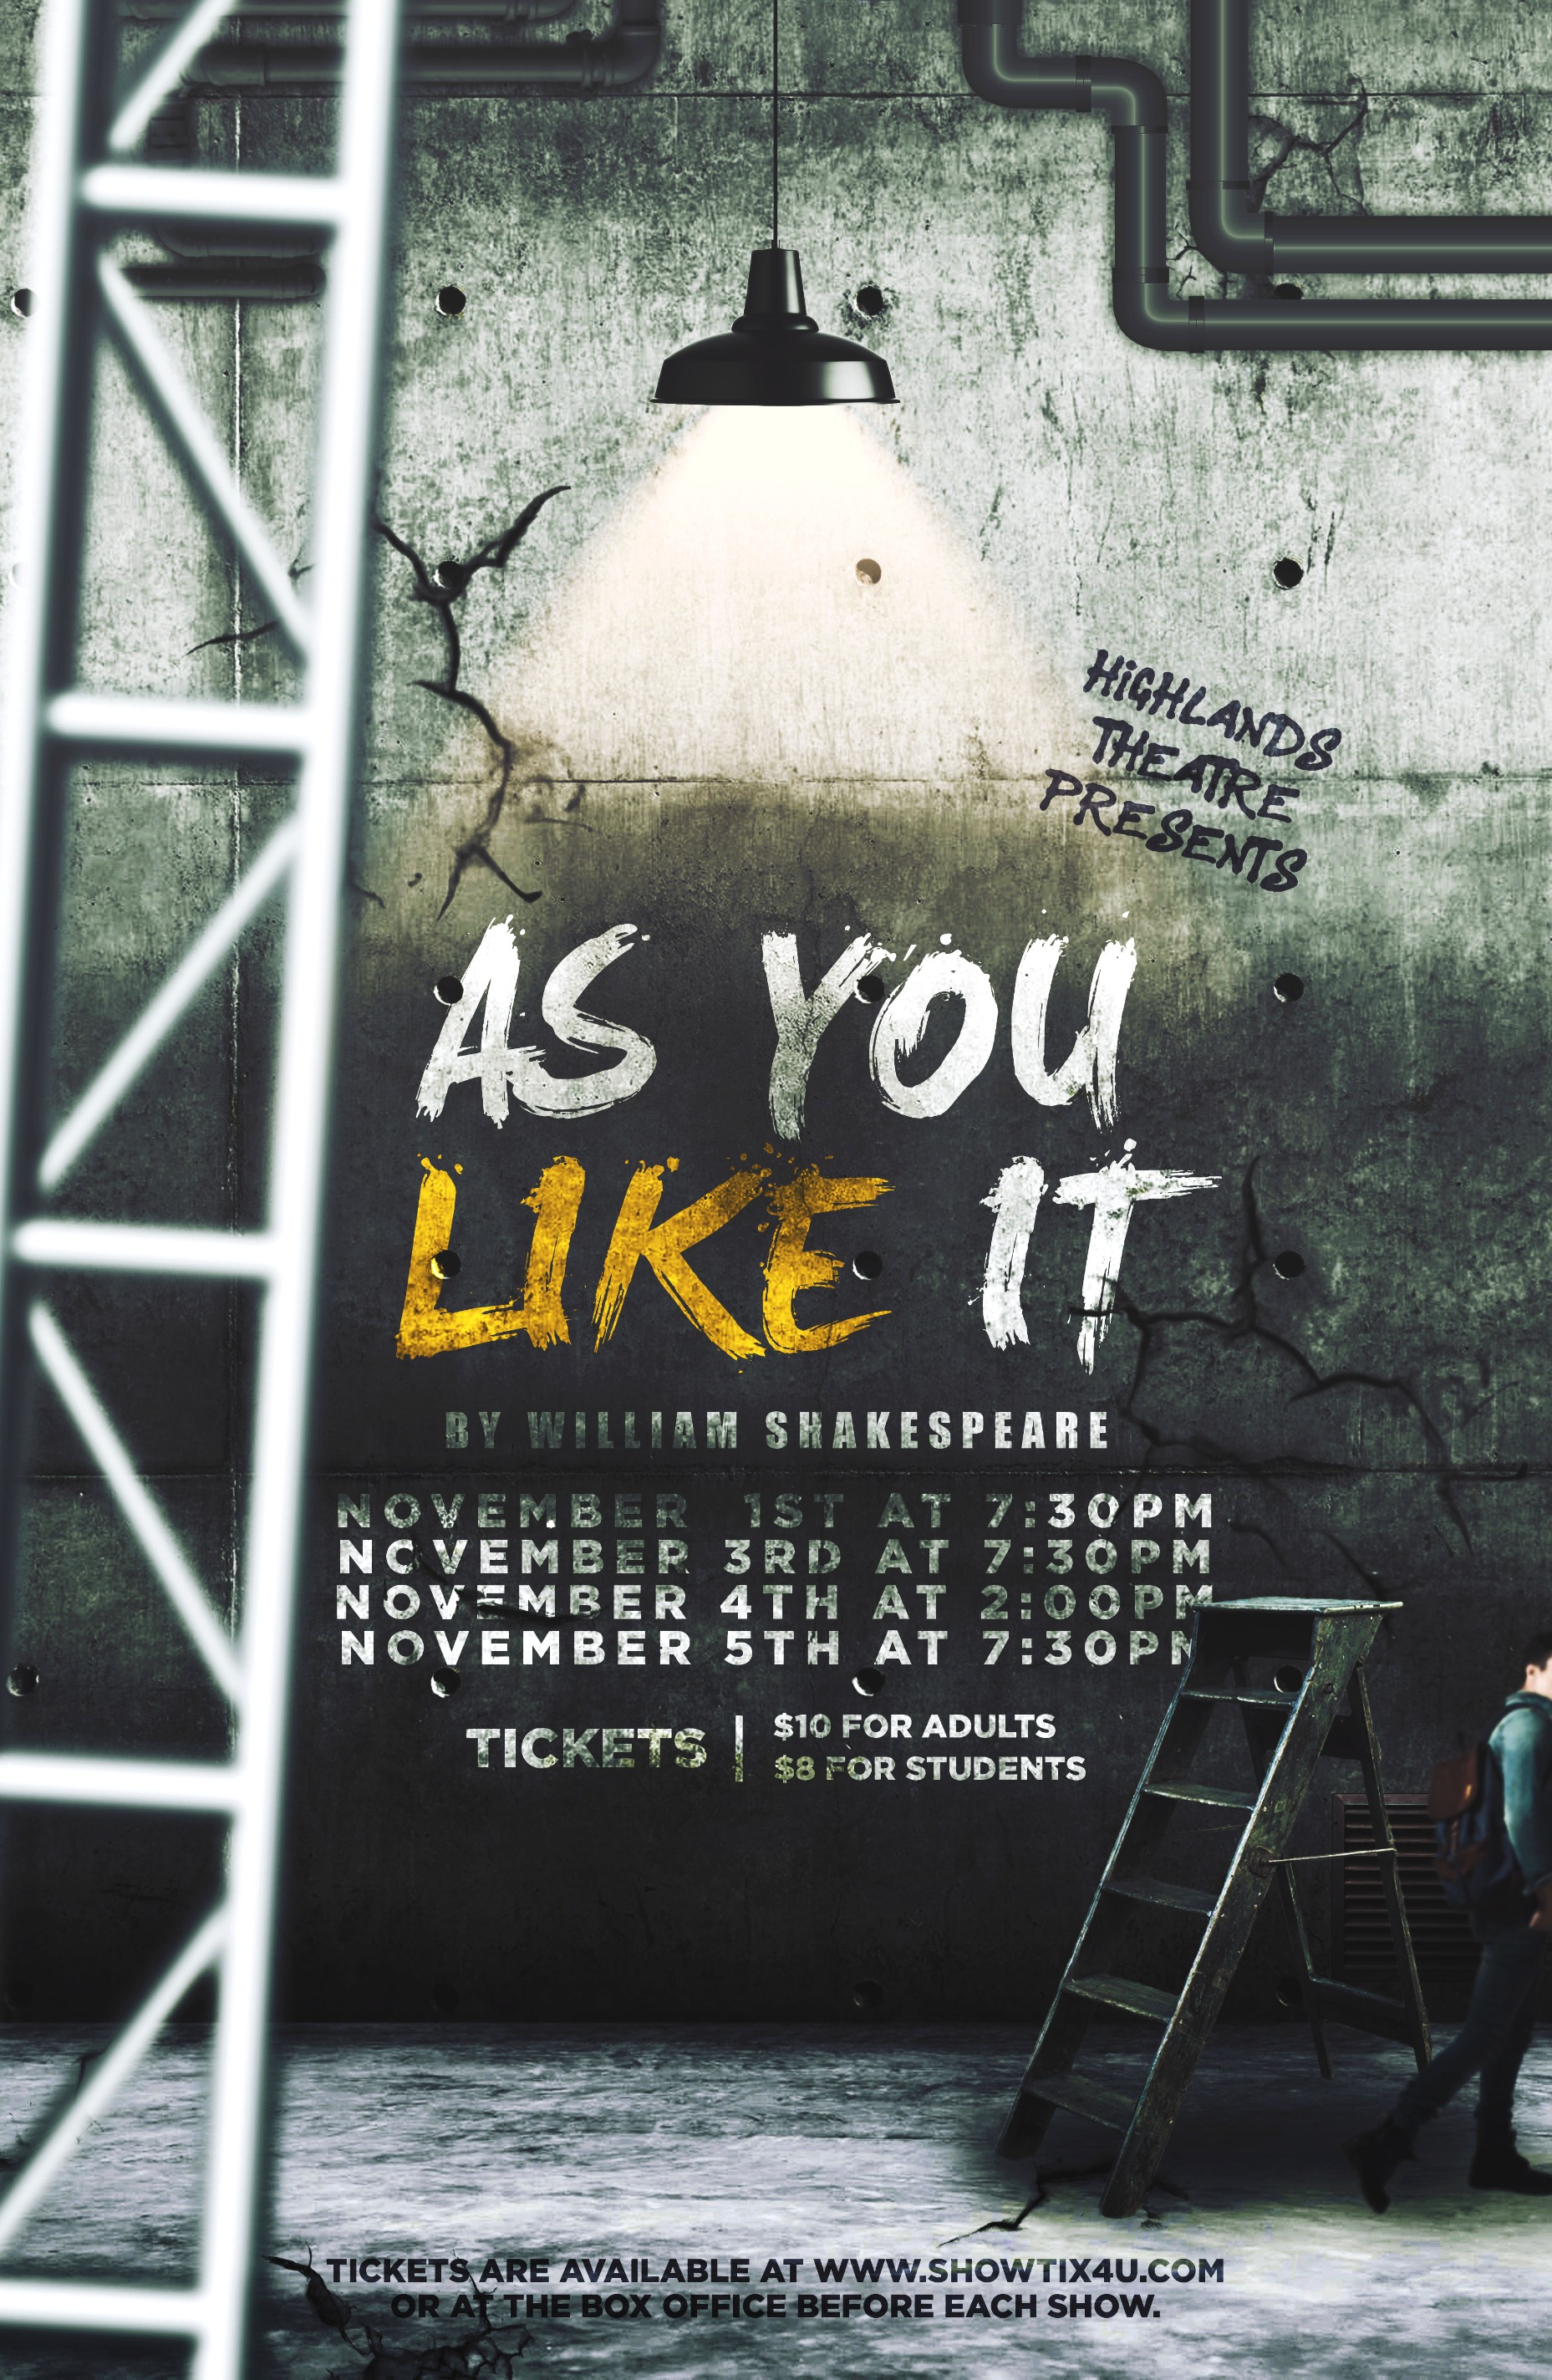 HiGHLANDS
THEATRE
PRESENTS
AS YOU
LIKE IT
BY WILLIAM SHAKESPEARE
NOVEMBER 1ST AT 7:30PM
NOVEMBER 3RD AT 7:30PM
NOVEMBER 4TH AT 2:00PM
NOVEMBER 5TH AT 7:30PM
TICKETS | $10 FOR ADULTS
$8 FOR STUDENTS
TICKETS ARE AVAILABLE AT WWW.SHOWTIX4U.COM
OR AT THE BOX OFFICE BEFORE EACH SHOW.